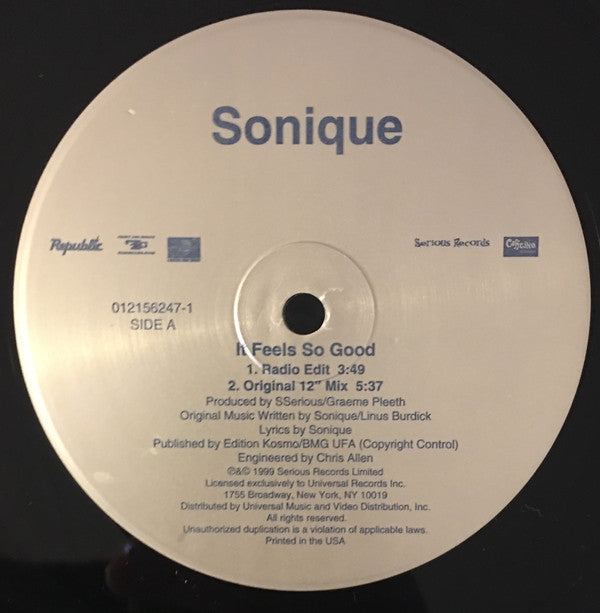 Sonique
Republic
Serious Records
Caffeine
012156247-1
SIDE A
It Feels So Good
1. Radio Edit 3:49
2. Original 12" Mix 5:37
Produced by SSerious/Graeme Pleeth
Original Music Written by Sonique/Linus Burdick
Lyrics by Sonique
Published by Edition Kosmo/BMG UFA (Copyright Control)
Engineered by Chris Allen
℗&© 1999 Serious Records Limited
Licensed exclusively to Universal Records Inc.
1755 Broadway, New York, NY 10019
Distributed by Universal Music and Video Distribution, Inc.
All rights reserved.
Unauthorized duplication is a violation of applicable laws.
Printed in the USA